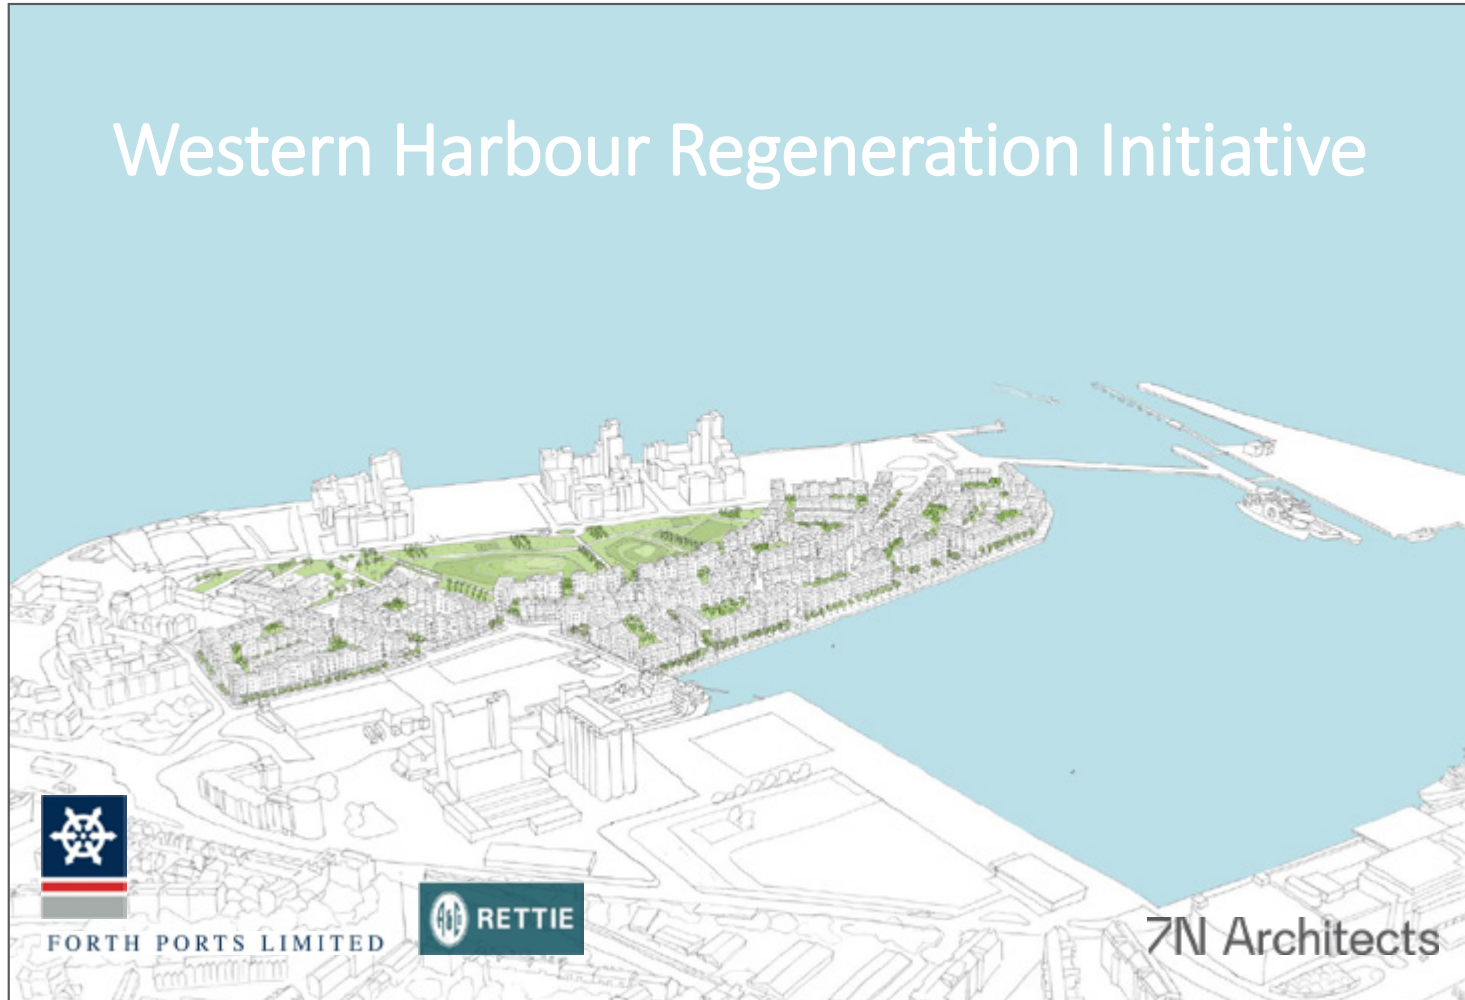 Western Harbour Regeneration Initiative
FORTH PORTS LIMITED
A&G RETTIE
7N Architects